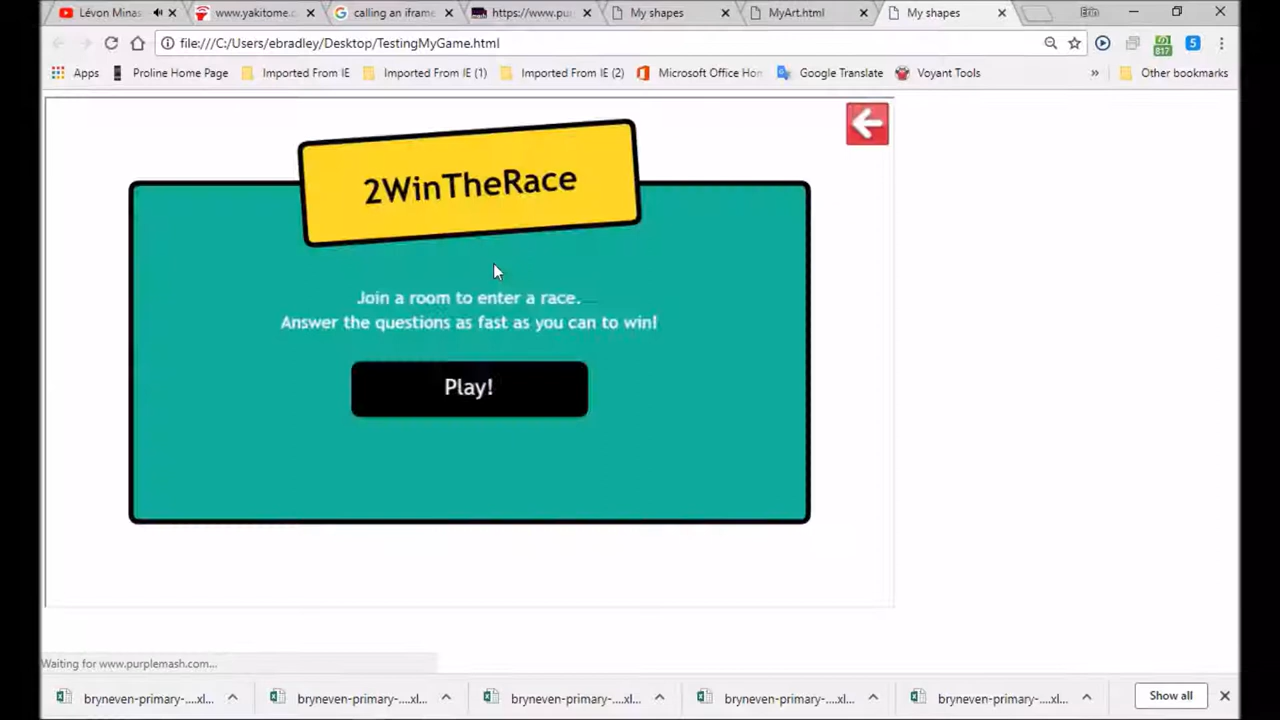 Lévon Minas
www.yakitome.c
calling an iframe
https://www.pur
My shapes
MyArt.html
My shapes
file:///C:/Users/ebradley/Desktop/TestingMyGame.html
817
5
Apps
Proline Home Page
Imported From IE
Imported From IE (1)
Imported From IE (2)
Microsoft Office Hom
Google Translate
Voyant Tools
»
Other bookmarks
2WinTheRace
Join a room to enter a race.
Answer the questions as fast as you can to win!
Play!
Waiting for www.purplemash.com...
bryneven-primary-....xl...
bryneven-primary-....xl...
bryneven-primary-....xl...
bryneven-primary-....xl...
bryneven-primary-....xl...
Show all